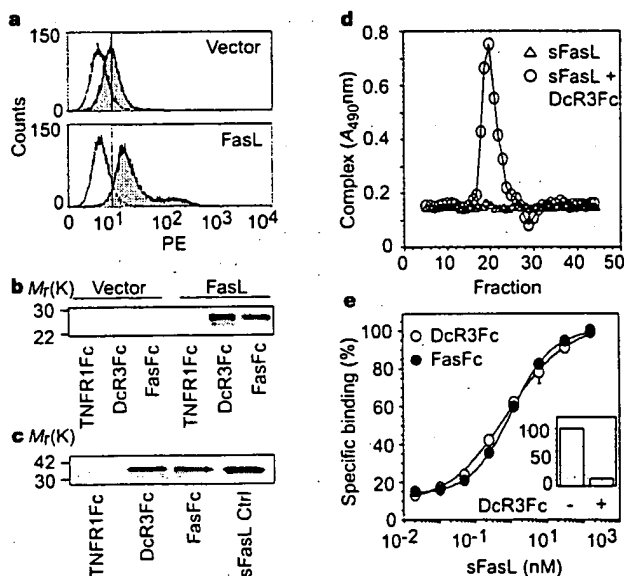 a
150
Vector
0
Counts
150
FasL
0
0 10¹ 10² 10³ 10⁴
PE
b Mr(K) Vector FasL
30
22
TNFR1Fc
DcR3Fc
FasFc
TNFR1Fc
DcR3Fc
FasFc
c Mr(K)
42
30
TNFR1Fc
DcR3Fc
FasFc
sFasL Ctrl
d
Complex (A490nm)
0.8
0.6
0.4
0.2
0
sFasL
sFasL +
DcR3Fc
0 10 20 30 40 50
Fraction
e
Specific binding (%)
100
80
60
40
20
0
DcR3Fc
FasFc
100
50
0
DcR3Fc - +
10⁻² 10⁻¹ 10⁰ 10¹ 10²
sFasL (nM)